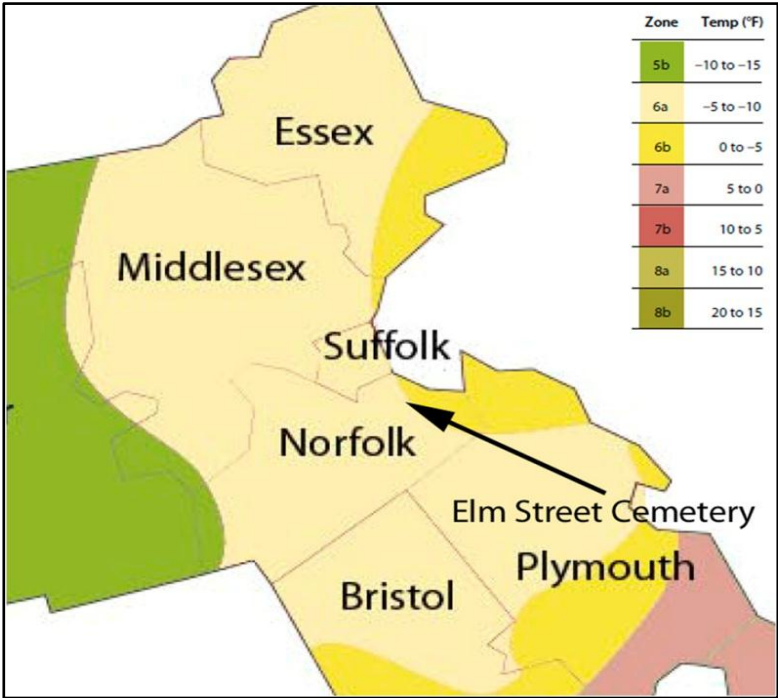 Zone Temp (°F)
5b –10 to –15
6a –5 to –10
6b 0 to –5
7a 5 to 0
7b 10 to 5
8a 15 to 10
8b 20 to 15
Essex
Middlesex
Suffolk
Norfolk
Elm Street Cemetery
Plymouth
Bristol